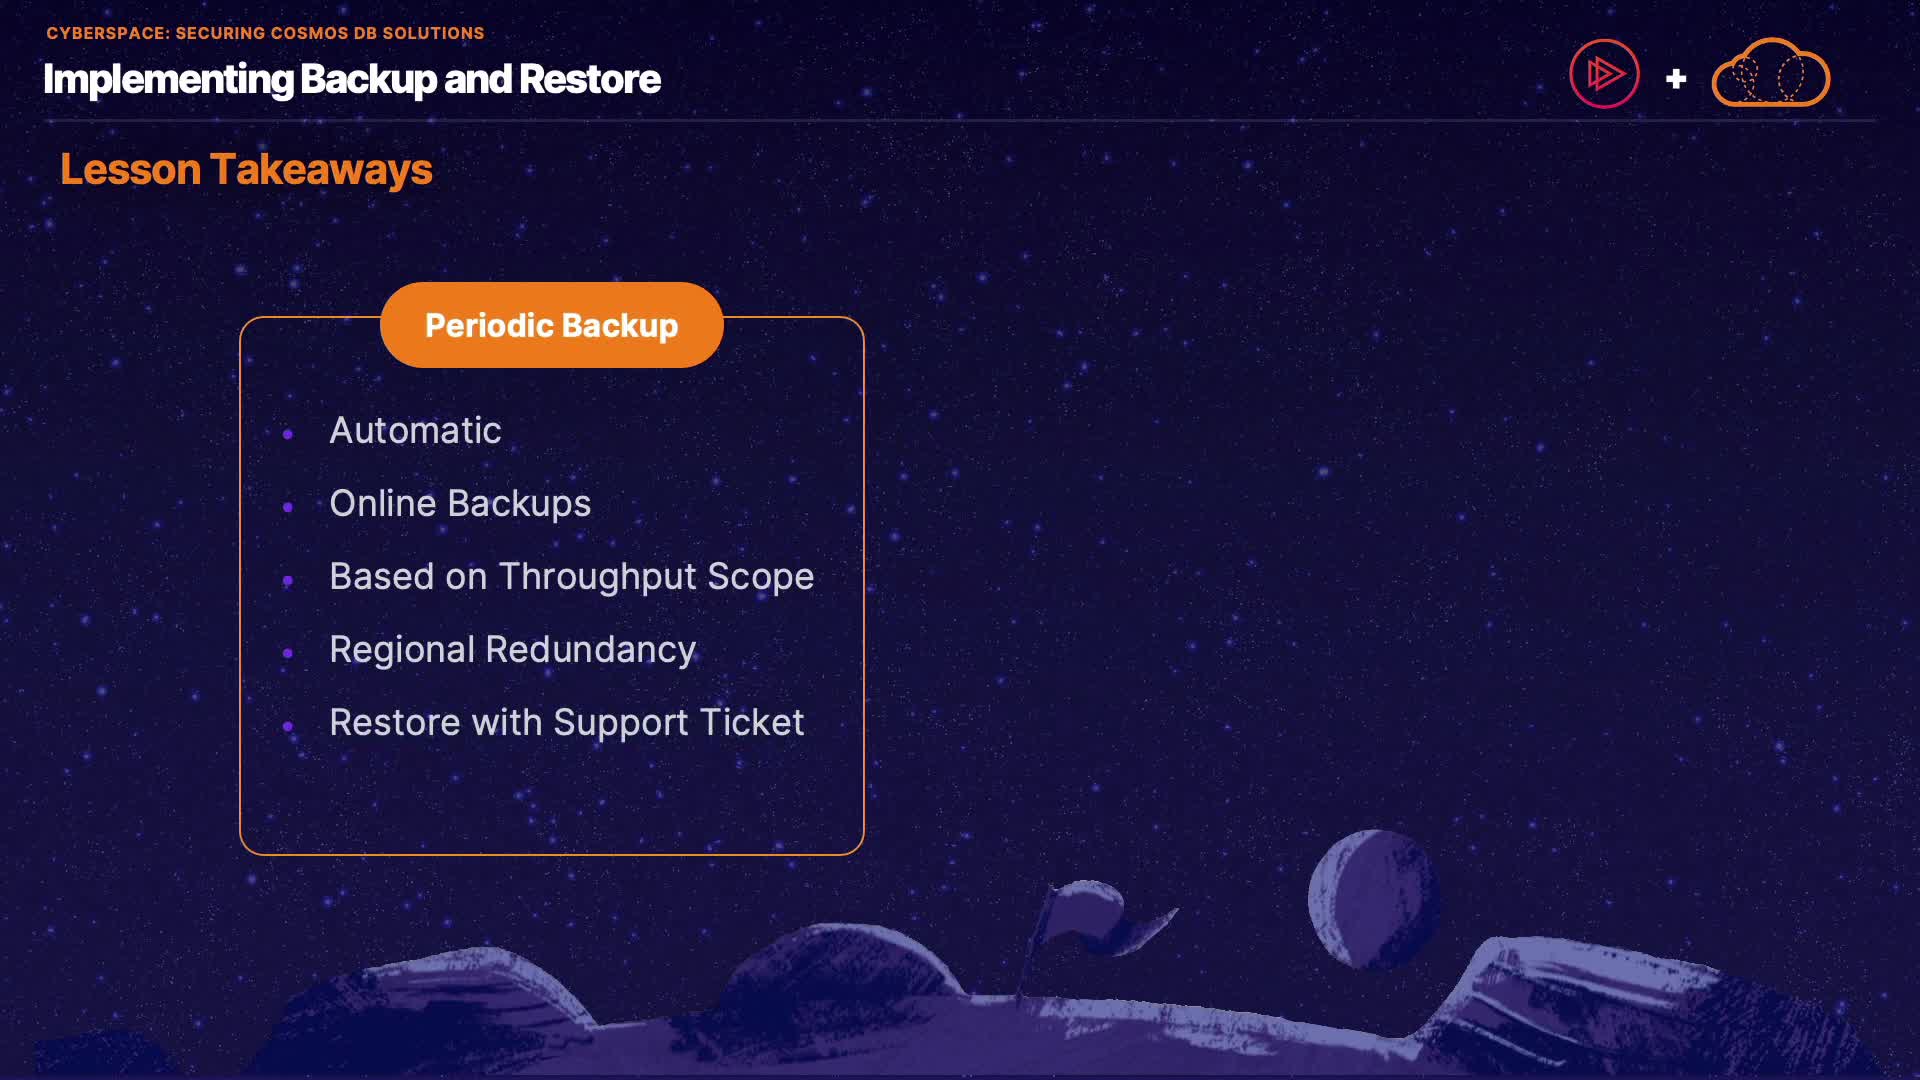 CYBERSPACE: SECURING COSMOS DB SOLUTIONS
Implementing Backup and Restore
+
Lesson Takeaways
Periodic Backup
• Automatic
• Online Backups
• Based on Throughput Scope
• Regional Redundancy
• Restore with Support Ticket